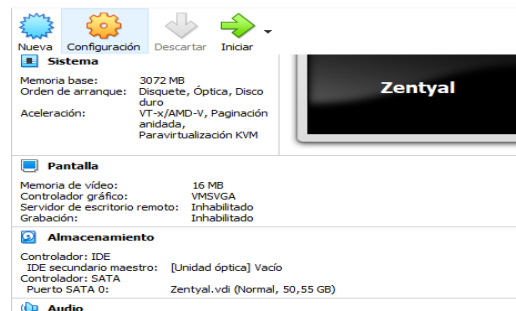 Nueva Configuración Descartar Iniciar
Sistema
Memoria base: 3072 MB
Orden de arranque: Disquete, Óptica, Disco
duro
Aceleración: VT-x/AMD-V, Paginación
anidada,
Paravirtualización KVM
Zentyal
Pantalla
Memoria de vídeo: 16 MB
Controlador gráfico: VMSVGA
Servidor de escritorio remoto: Inhabilitado
Grabación: Inhabilitado
Almacenamiento
Controlador: IDE
IDE secundario maestro: [Unidad óptica] Vacío
Controlador: SATA
Puerto SATA 0: Zentyal.vdi (Normal, 50,55 GB)
Audio